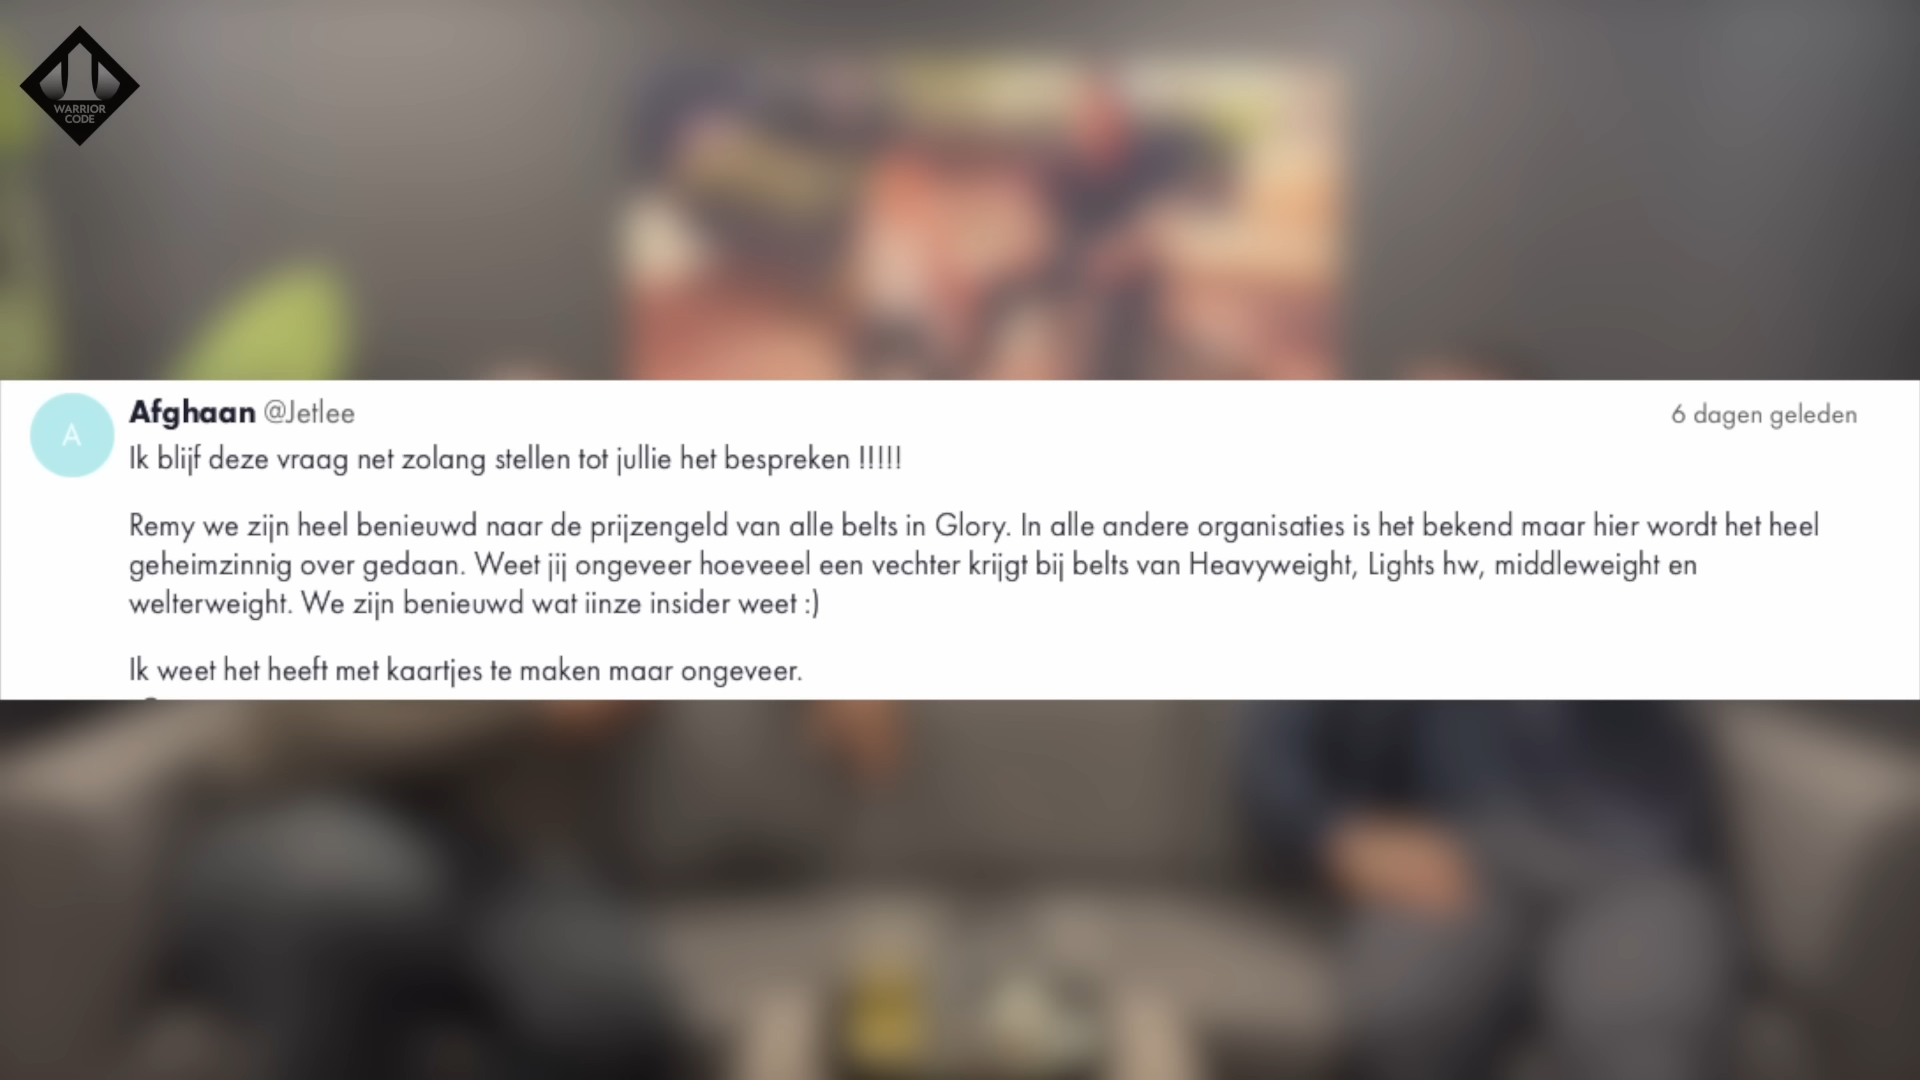 WARRIOR
CODE
A
Afghaan @Jetlee
6 dagen geleden
Ik blijf deze vraag net zolang stellen tot jullie het bespreken !!!!!
Remy we zijn heel benieuwd naar de prijzengeld van alle belts in Glory. In alle andere organisaties is het bekend maar hier wordt het heel
geheimzinnig over gedaan. Weet jij ongeveer hoeveeel een vechter krijgt bij belts van Heavyweight, Lights hw, middleweight en
welterweight. We zijn benieuwd wat iinze insider weet :)
Ik weet het heeft met kaartjes te maken maar ongeveer.